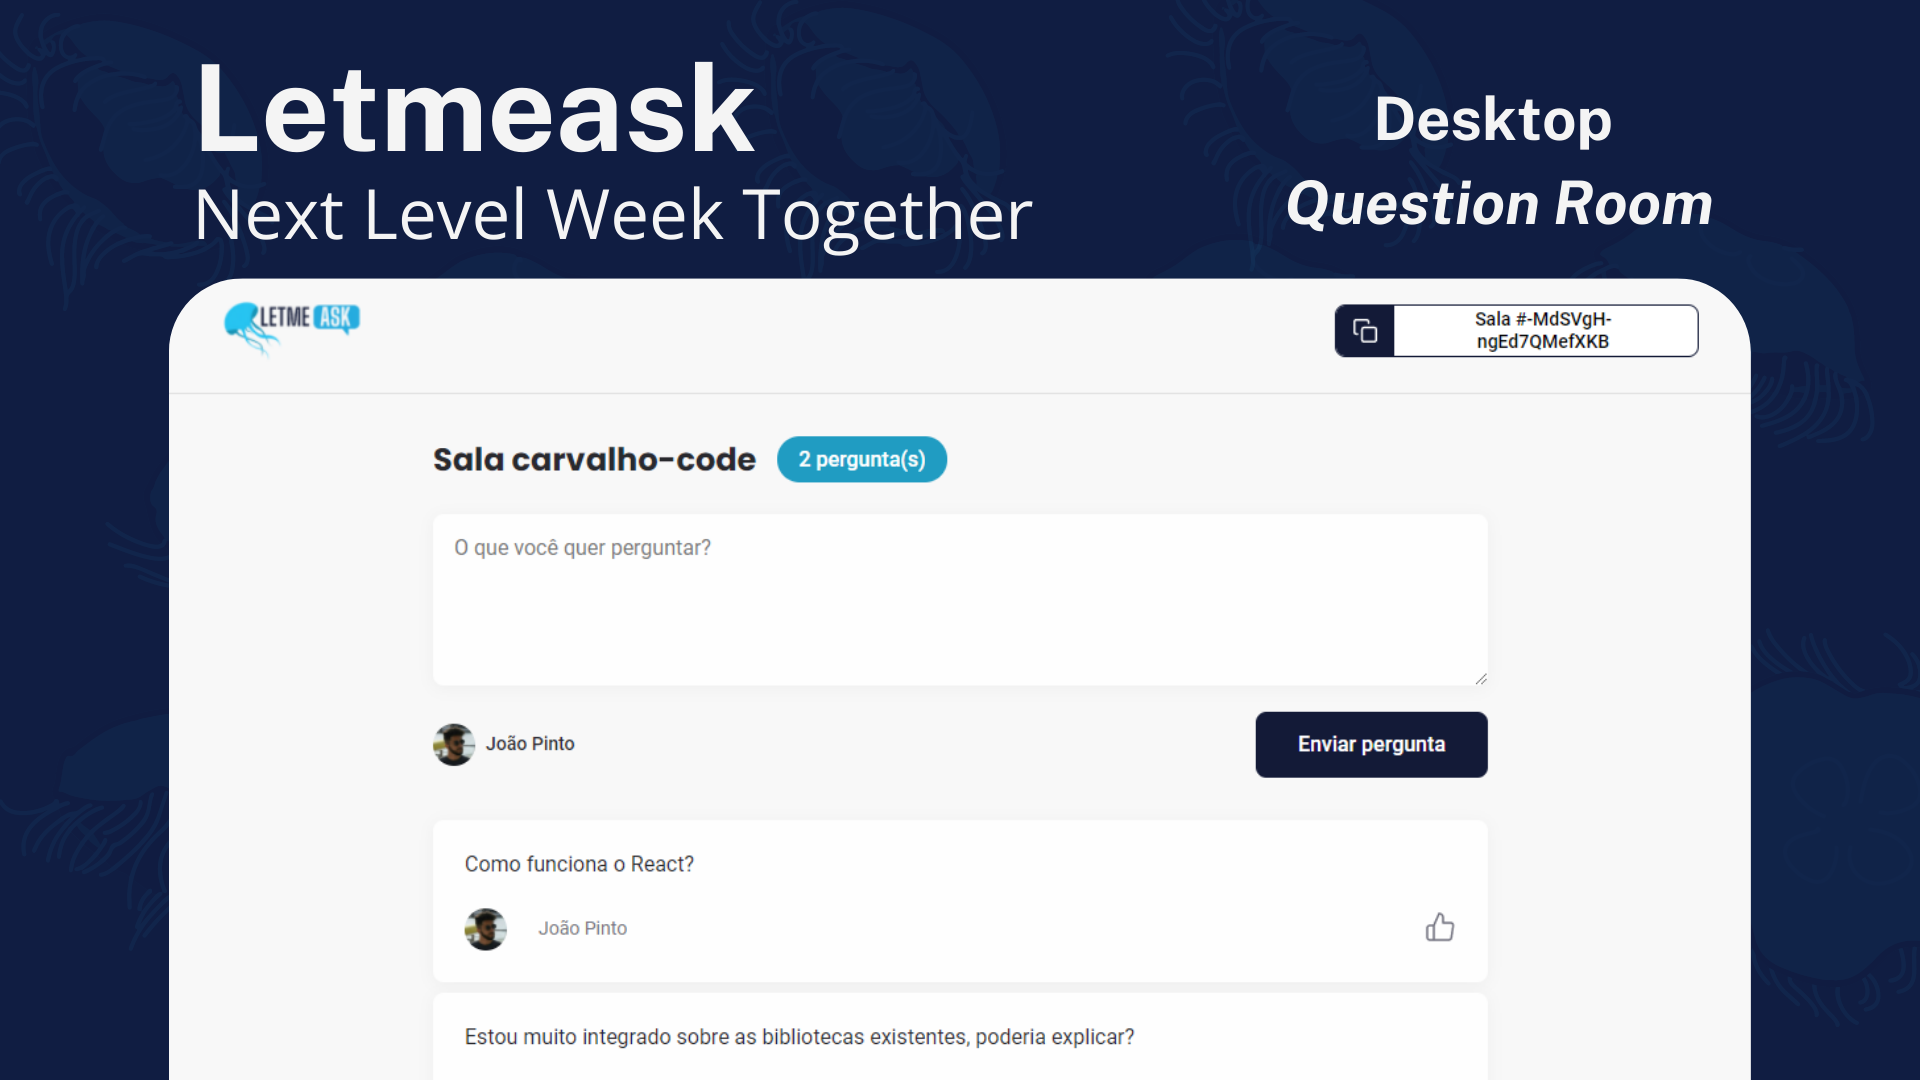 Letmeask
Next Level Week Together
Desktop
Question Room
LETME ASK
Sala #-MdSVgH-
ngEd7QMefXKB
Sala carvalho-code
2 pergunta(s)
O que você quer perguntar?
João Pinto
Enviar pergunta
Como funciona o React?
João Pinto
Estou muito integrado sobre as bibliotecas existentes, poderia explicar?